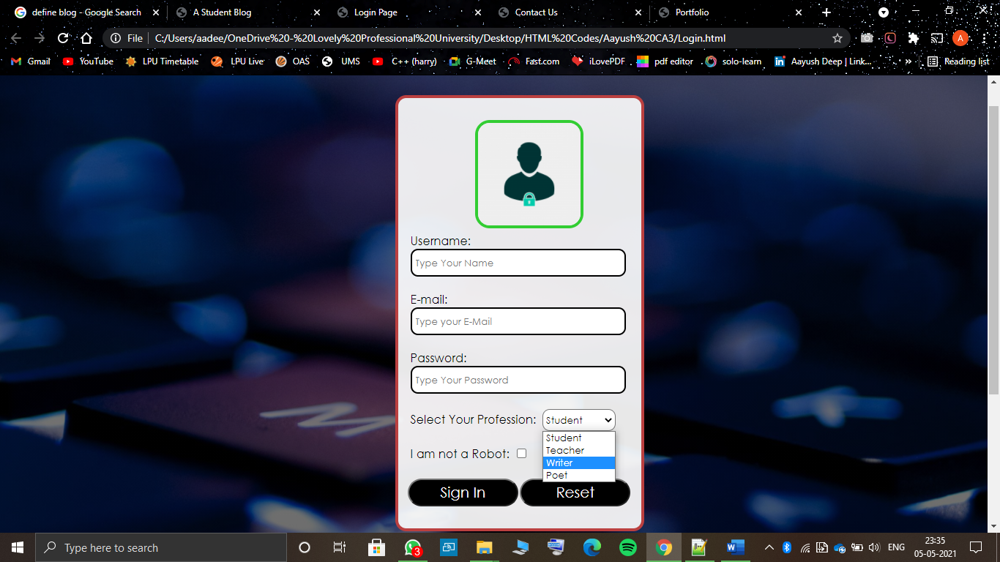 define blog - Google Search
A Student Blog
Login Page
Contact Us
Portfolio
File
C:/Users/aadee/OneDrive%20-%20Lovely%20Professional%20University/Desktop/HTML%20Codes/Aayush%20CA3/Login.html
A
Gmail
YouTube
LPU Timetable
LPU Live
OAS
UMS
C++ (harry)
G-Meet
Fast.com
iLovePDF
pdf editor
solo-learn
Aayush Deep | Link...
»
Reading list
Username:
Type Your Name
E-mail:
Type your E-Mail
Password:
Type Your Password
Select Your Profession: Student
Student
Teacher
I am not a Robot:
Writer
Poet
Sign In
Reset
Type here to search
3
W
ENG
23:35
05-05-2021